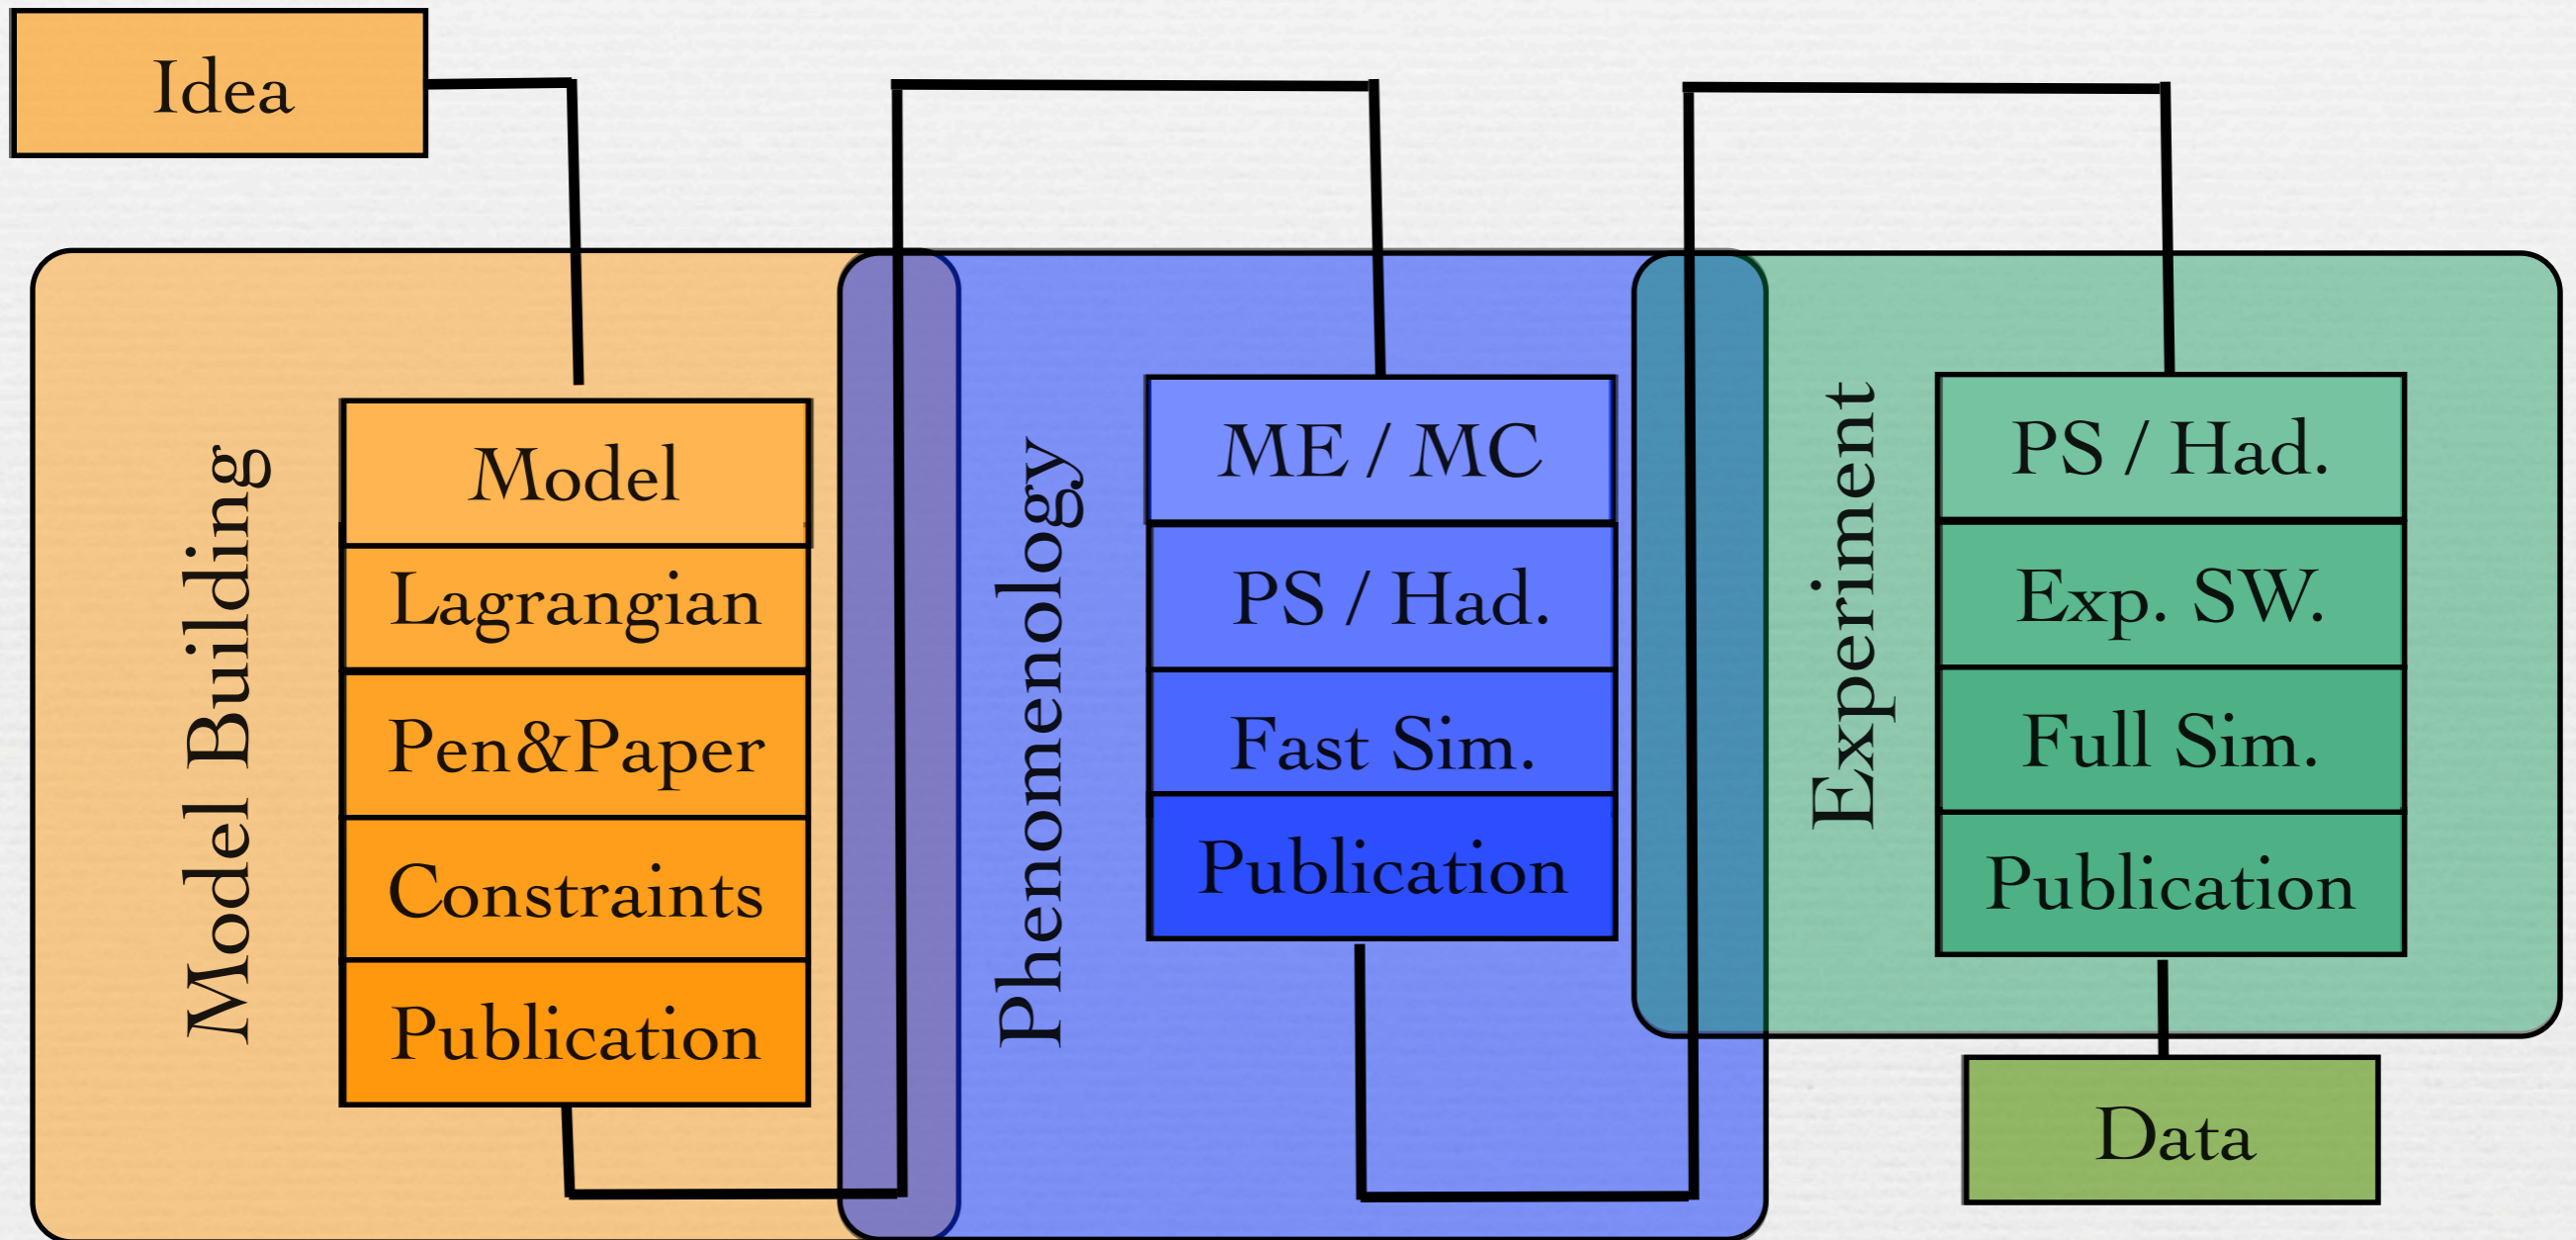 Idea
Model Building
Model
Lagrangian
Pen&Paper
Constraints
Publication
Phenomenology
ME / MC
PS / Had.
Fast Sim.
Publication
Experiment
PS / Had.
Exp. SW.
Full Sim.
Publication
Data